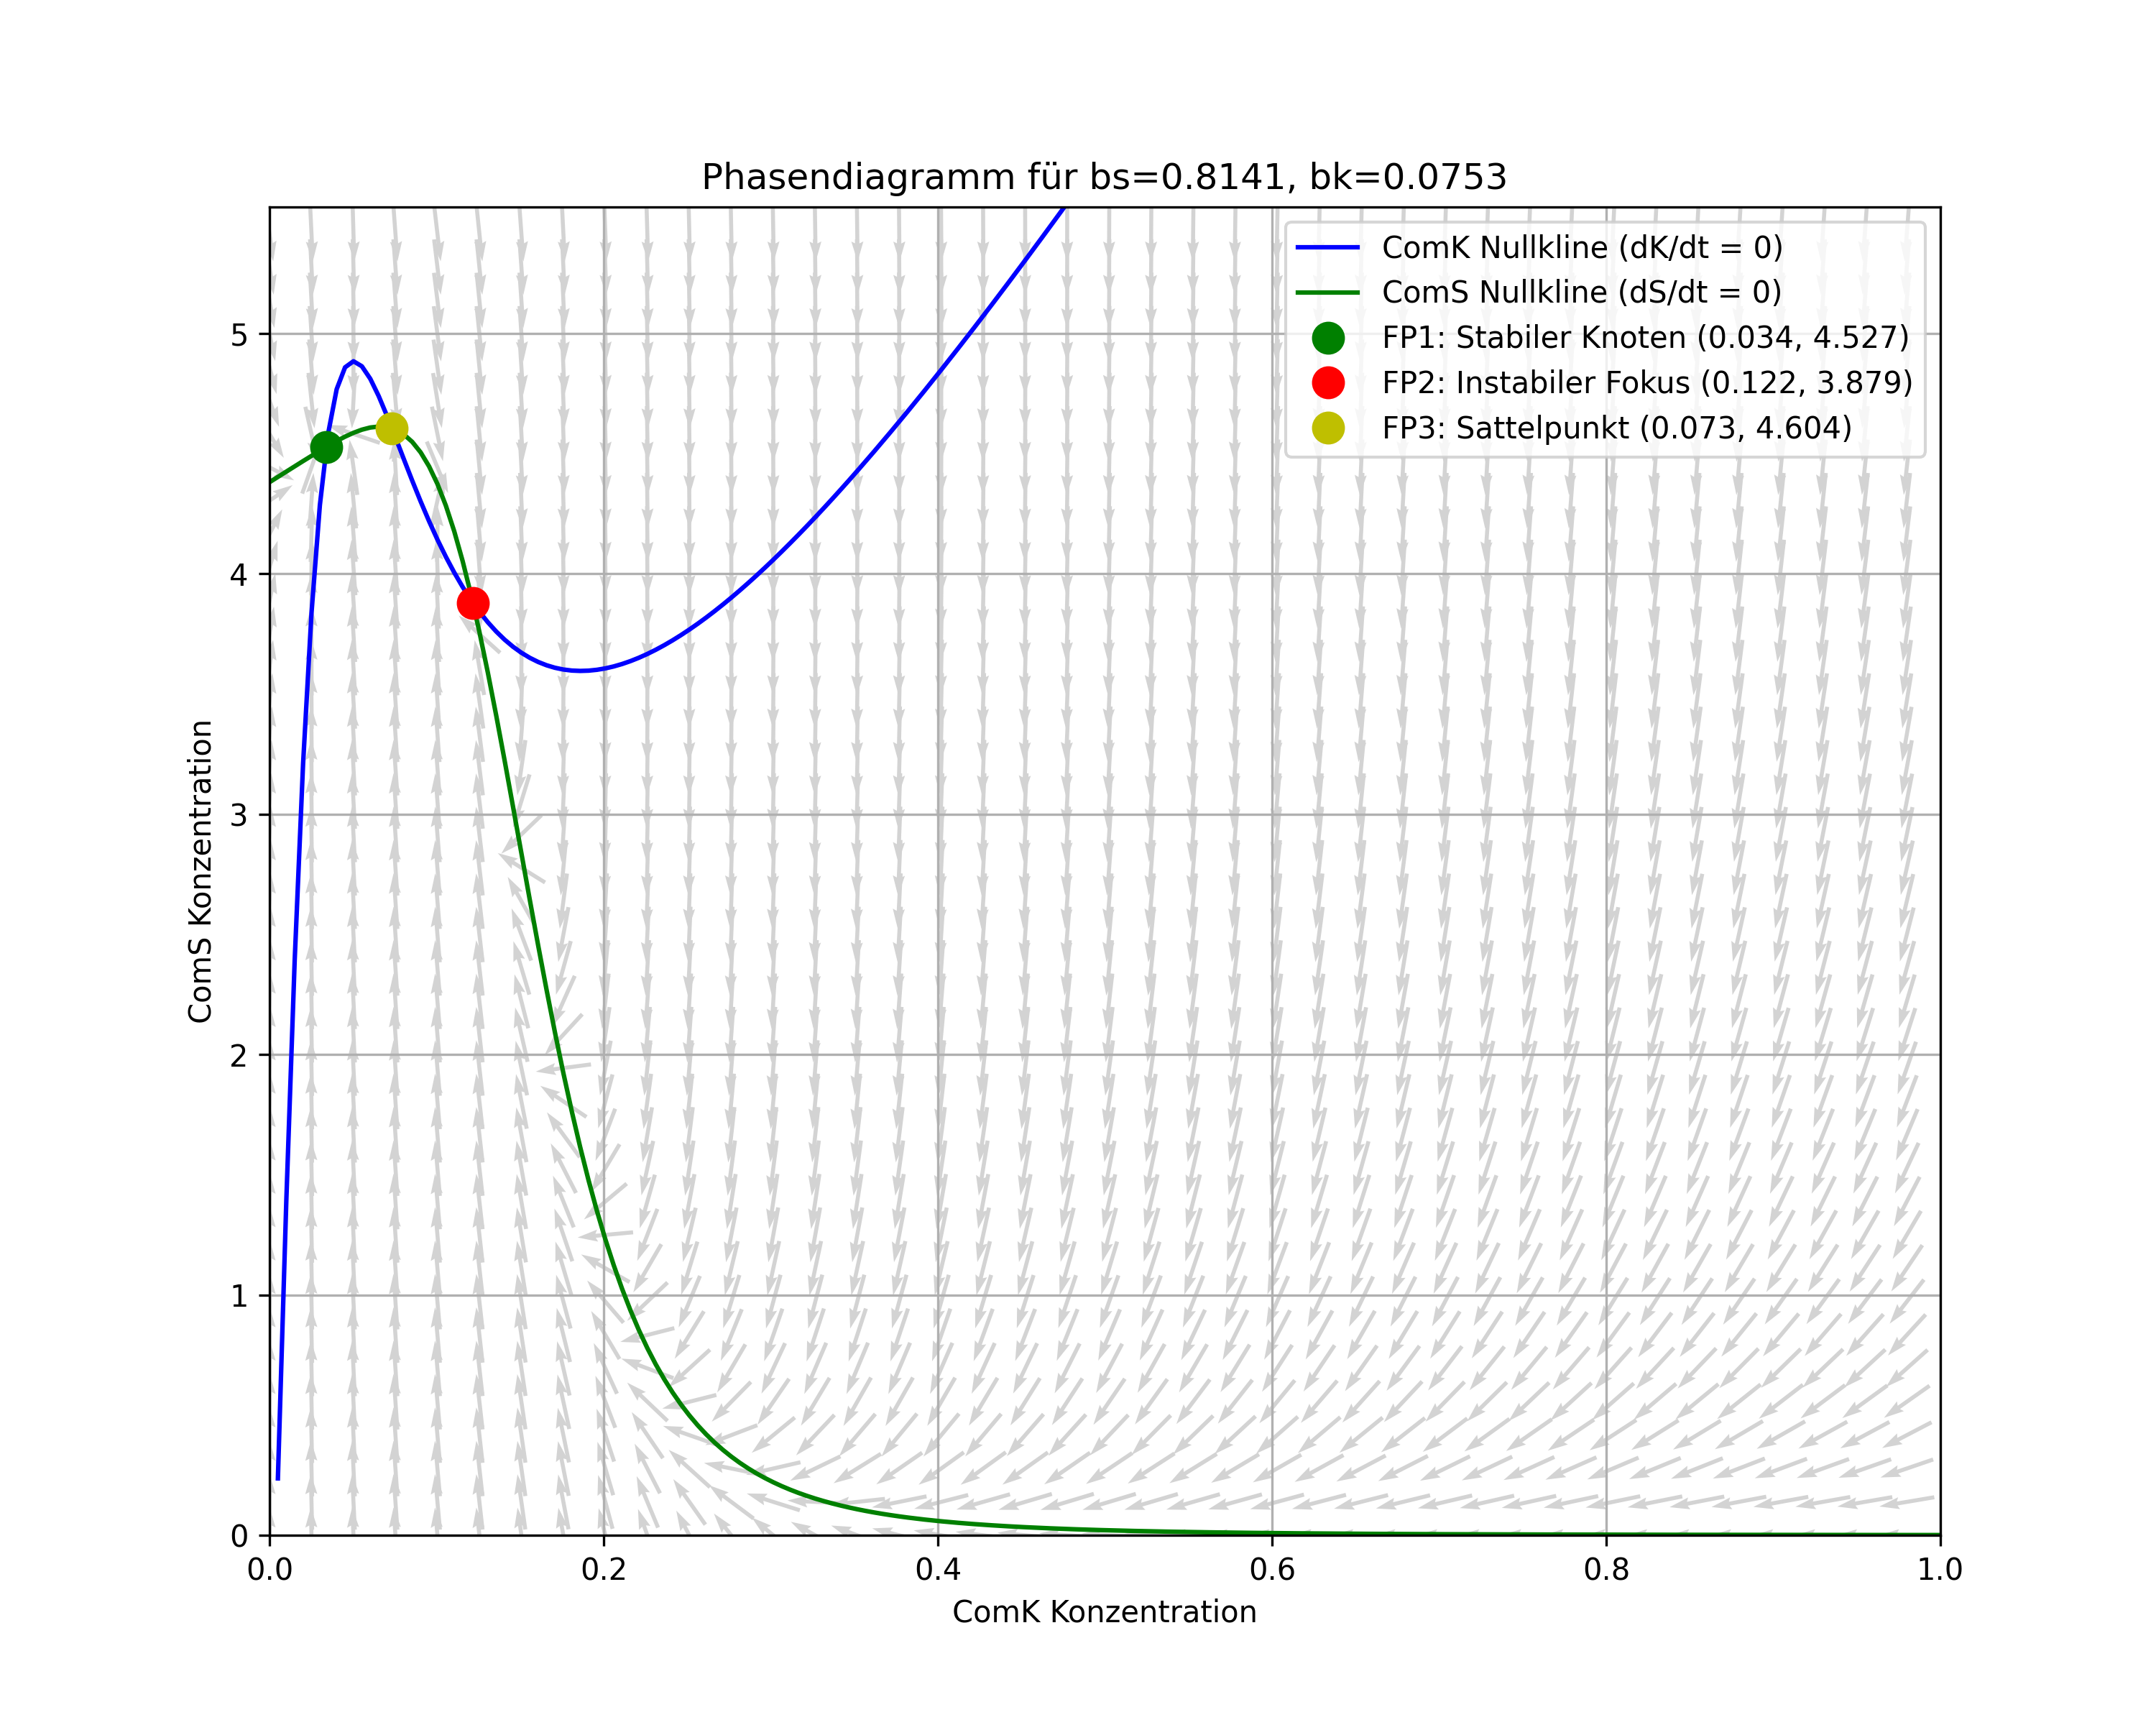 Phasendiagramm für bs=0.8141, bk=0.0753
ComK Nullkline (dK/dt = 0)
ComS Nullkline (dS/dt = 0)
FP1: Stabiler Knoten (0.034, 4.527)
FP2: Instabiler Fokus (0.122, 3.879)
FP3: Sattelpunkt (0.073, 4.604)
ComS Konzentration
5
4
3
2
1
0
0.0 0.2 0.4 0.6 0.8 1.0
ComK Konzentration